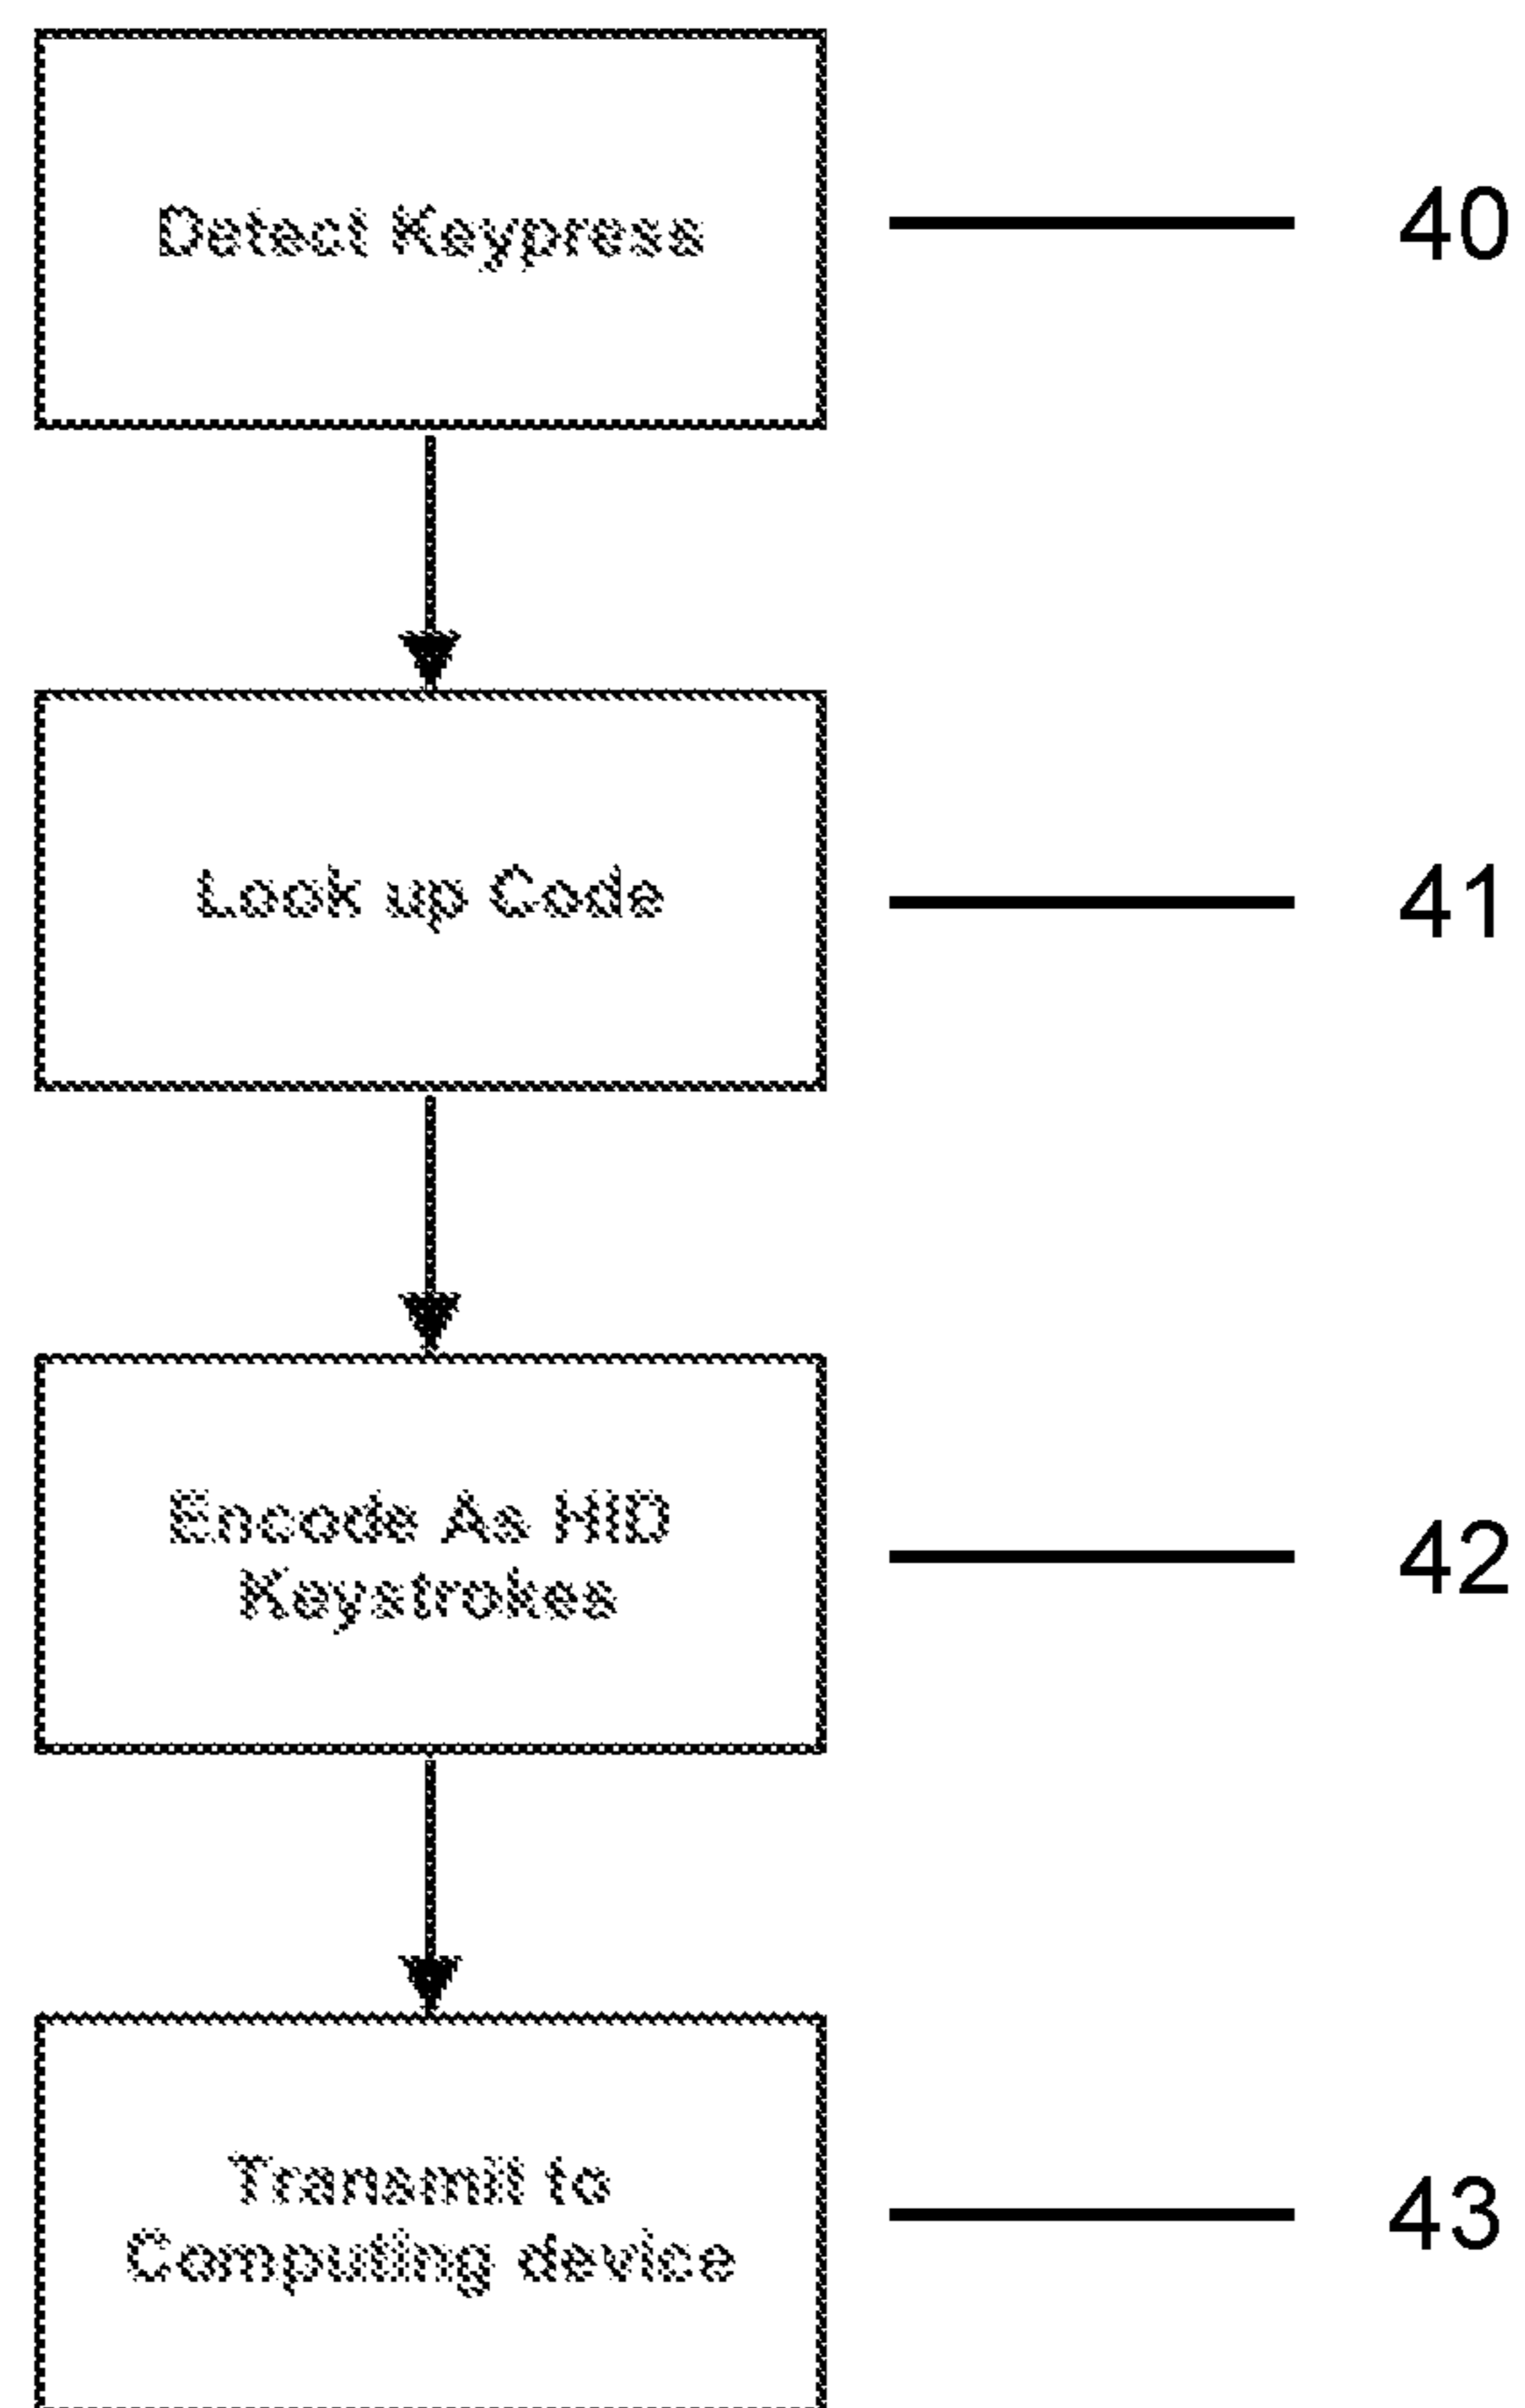 Detect Keypress
40
Look up Code
41
Encode As HID
Keystrokes
42
Transmit to
Computing device
43